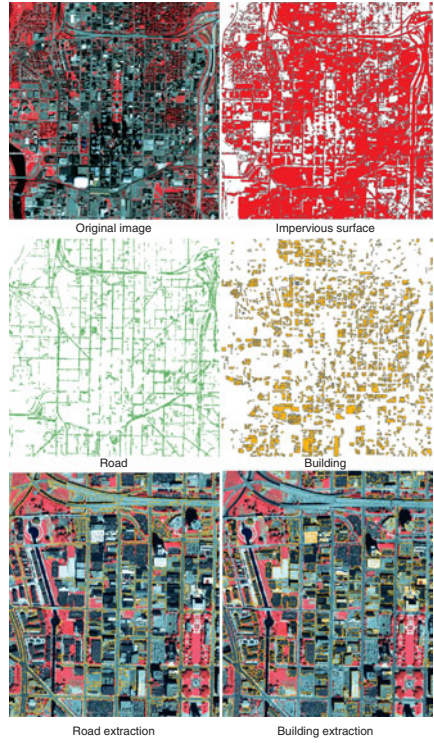 Original image
Impervious surface
Road
Building
Road extraction
Building extraction